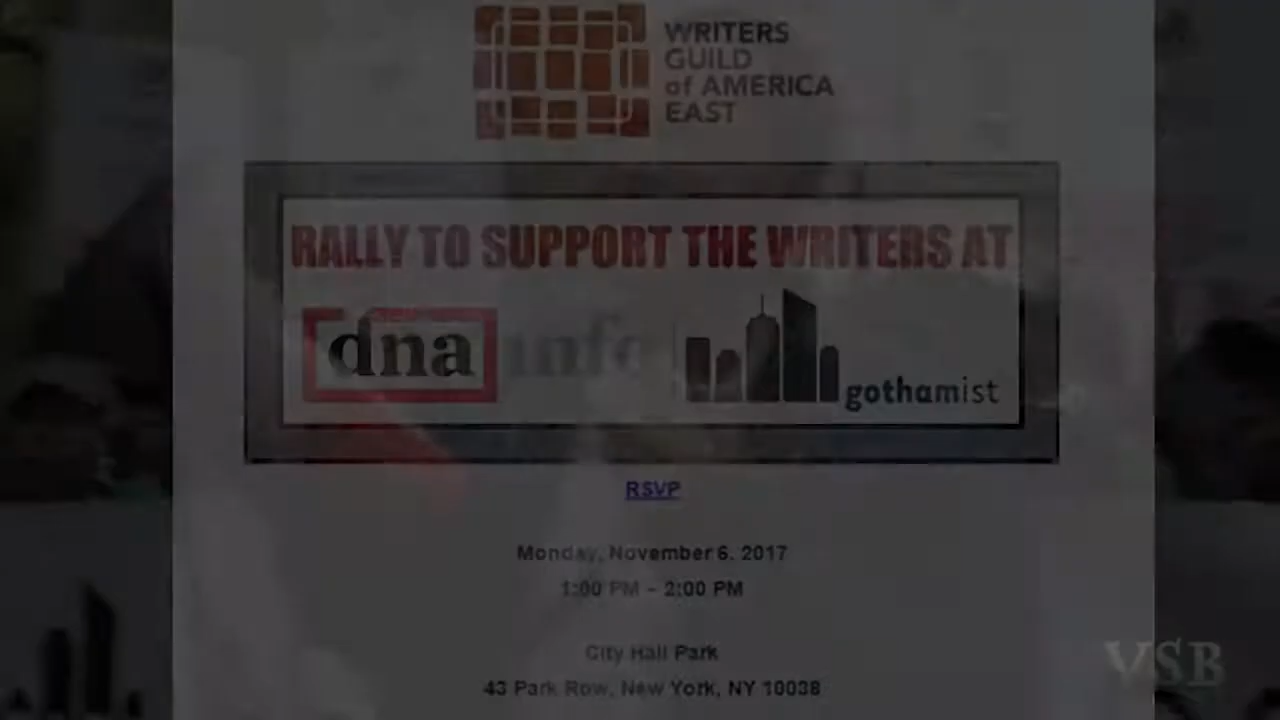 WRITERS
GUILD
of AMERICA
EAST
RALLY TO SUPPORT THE WRITERS AT
dna info
gothamist
RSVP
Monday, November 6, 2017
1:00 PM - 2:00 PM
City Hall Park
43 Park Row, New York, NY 10038
VSB